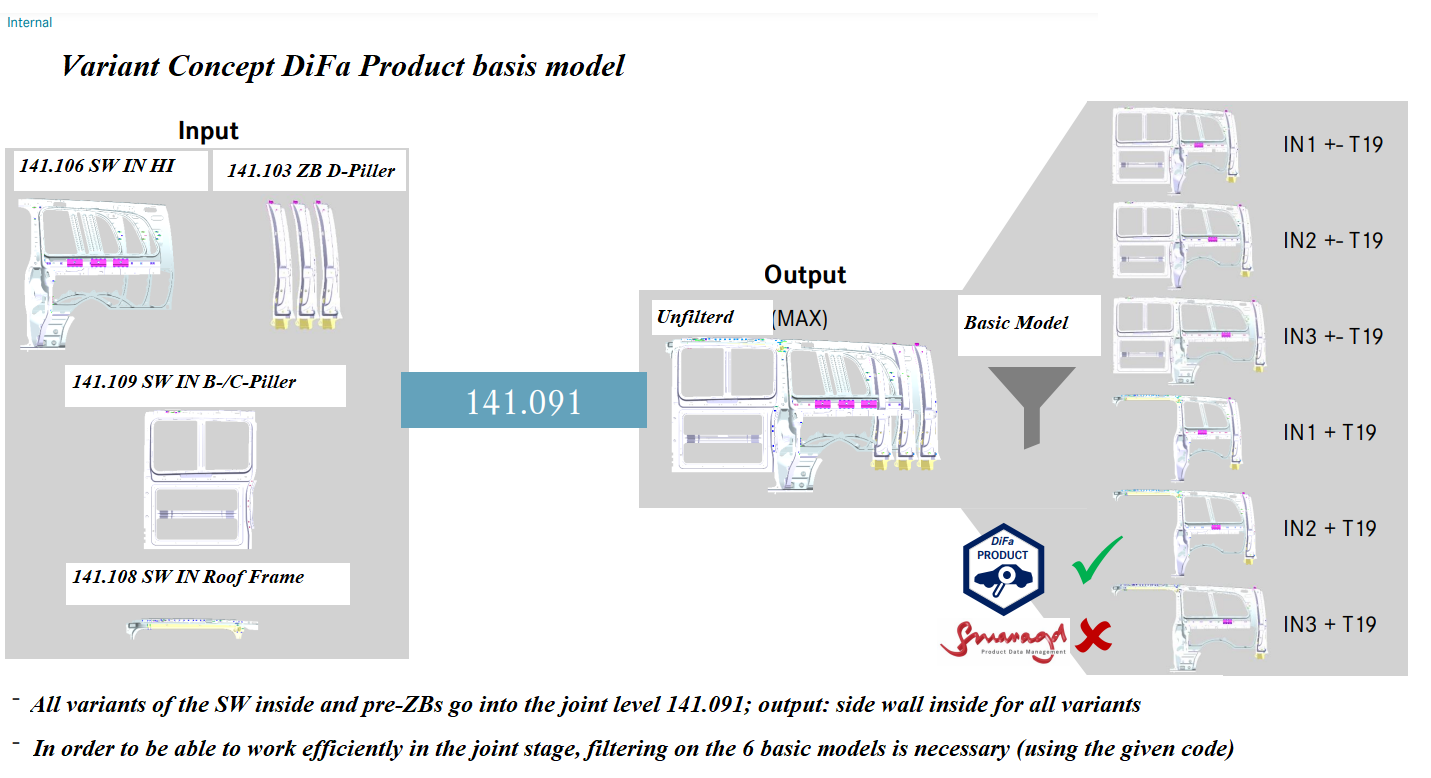 Internal
Variant Concept DiFa Product basis model
Input
141.106 SW IN HI
141.103 ZB D-Piller
141.109 SW IN B-/C-Piller
141.108 SW IN Roof Frame
141.091
Output
Unfilterd (MAX)
Basic Model
IN1 +- T19
IN2 +- T19
IN3 +- T19
IN1 + T19
IN2 + T19
IN3 + T19
DiFa
PRODUCT
Smaragd
Product Data Management
- All variants of the SW inside and pre-ZBs go into the joint level 141.091; output: side wall inside for all variants
- In order to be able to work efficiently in the joint stage, filtering on the 6 basic models is necessary (using the given code)